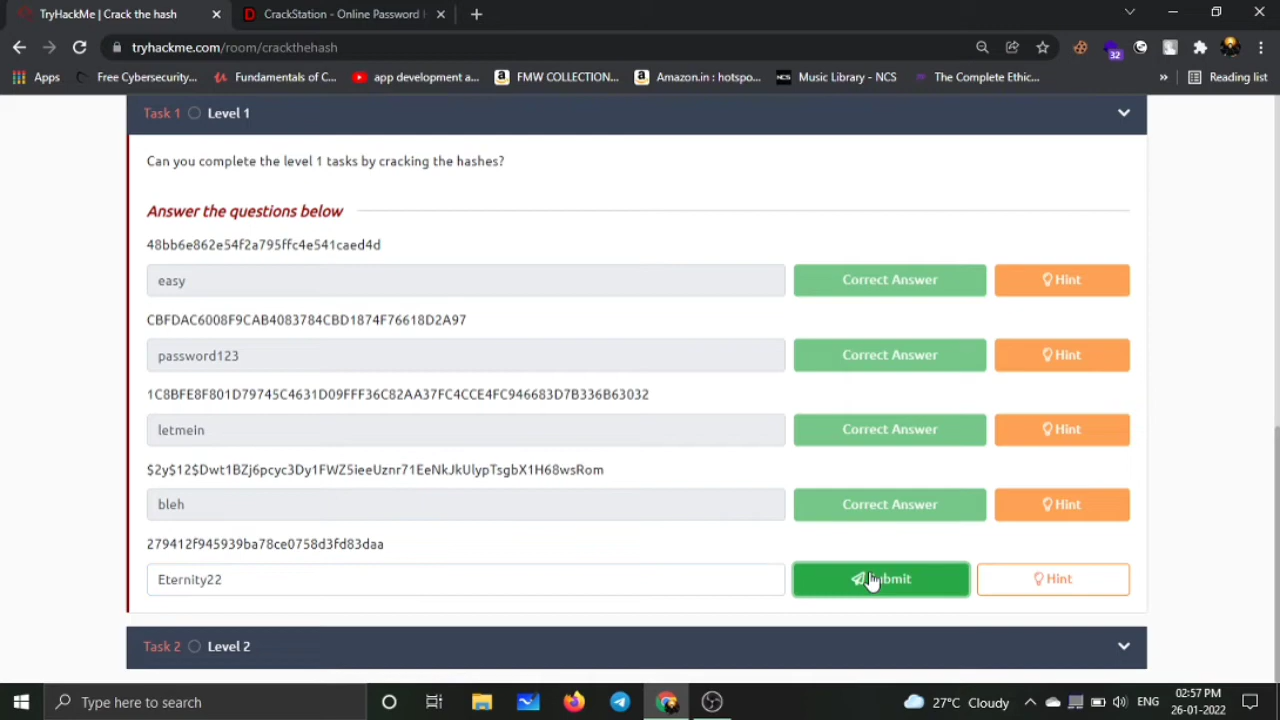 TryHackMe | Crack the hash
CrackStation - Online Password H
tryhackme.com/room/crackthehash
32
Apps
Free Cybersecurity...
Fundamentals of C...
app development a...
FMW COLLECTION...
Amazon.in : hotspo...
NCS
Music Library - NCS
The Complete Ethic...
»
Reading list
Task 1
Level 1
Can you complete the level 1 tasks by cracking the hashes?
Answer the questions below
48bb6e862e54f2a795ffc4e541caed4d
easy
Correct Answer
Hint
CBFDAC6008F9CAB4083784CBD1874F76618D2A97
password123
Correct Answer
Hint
1C8BFE8F801D79745C4631D09FFF36C82AA37FC4CCE4FC946683D7B336B63032
letmein
Correct Answer
Hint
$2y$12$Dwt1BZj6pcyc3Dy1FWZ5ieeUznr71EeNkJkUlypTsgbX1H68wsRom
bleh
Correct Answer
Hint
279412f945939ba78ce0758d3fd83daa
Eternity22
Submit
Hint
Task 2
Level 2
Type here to search
27°C Cloudy
ENG
02:57 PM
26-01-2022